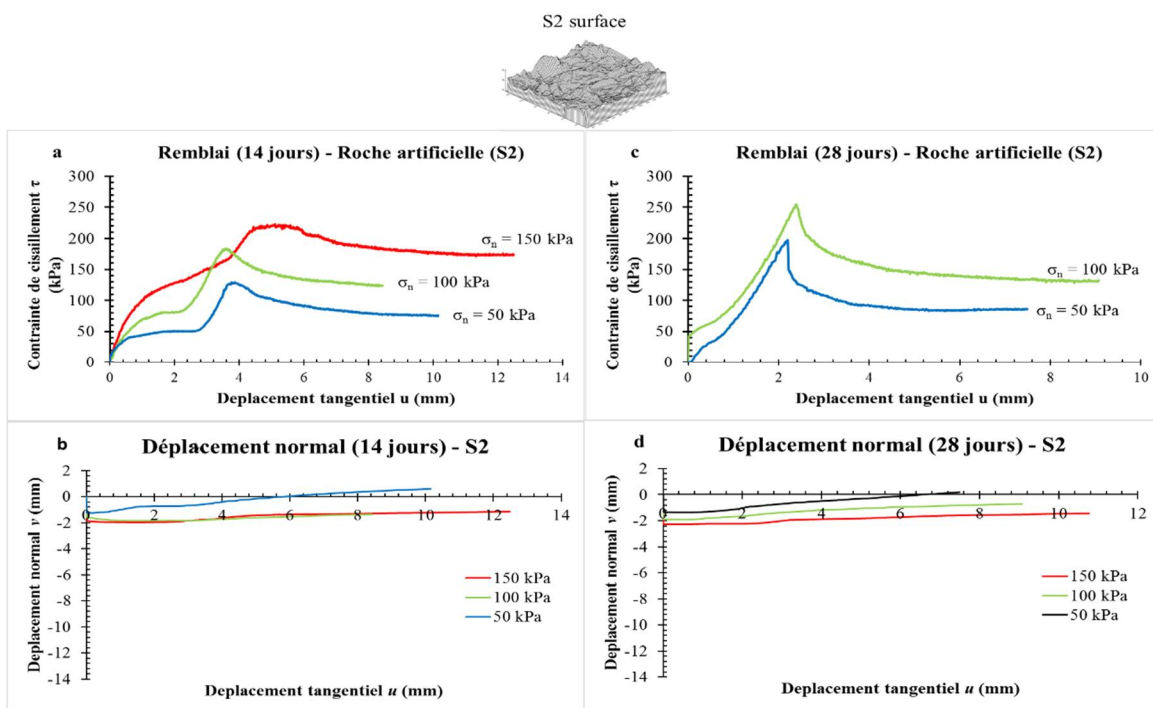 S2 surface
a
Remblai (14 jours) - Roche artificielle (S2)
Contrainte de cisaillement τ
(kPa)
300
250
200
150
100
50
0
σn = 150 kPa
σn = 100 kPa
σn = 50 kPa
0 2 4 6 8 10 12 14
Deplacement tangentiel u (mm)
c
Remblai (28 jours) - Roche artificielle (S2)
Contrainte de cisaillement τ
(kPa)
300
250
200
150
100
50
0
σn = 100 kPa
σn = 50 kPa
0 2 4 6 8 10
Deplacement tangentiel u (mm)
b
Déplacement normal (14 jours) - S2
Deplacement normal v (mm)
2
0
-2
-4
-6
-8
-10
-12
-14
0 2 4 6 8 10 12 14
150 kPa
100 kPa
50 kPa
Deplacement tangentiel u (mm)
d
Déplacement normal (28 jours) - S2
Deplacement normal v (mm)
2
0
-2
-4
-6
-8
-10
-12
-14
0 2 4 6 8 10 12
150 kPa
100 kPa
50 kPa
Deplacement tangentiel u (mm)